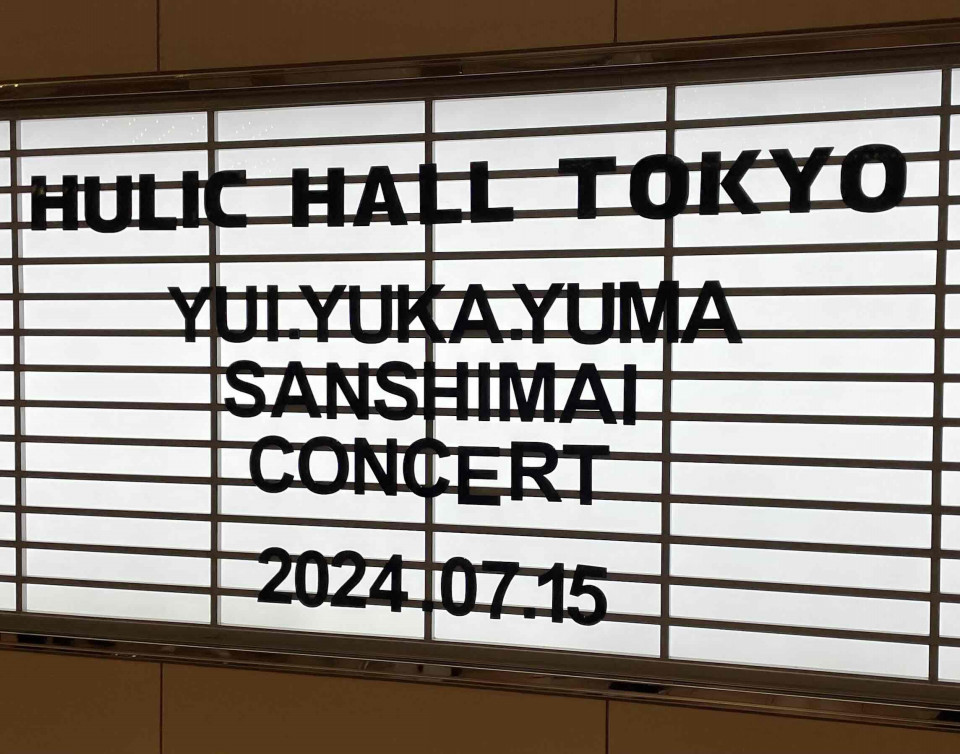 HULIC HALL TOKYO
YUI.YUKA.YUMA
SANSHIMAI
CONCERT
2024.07.15